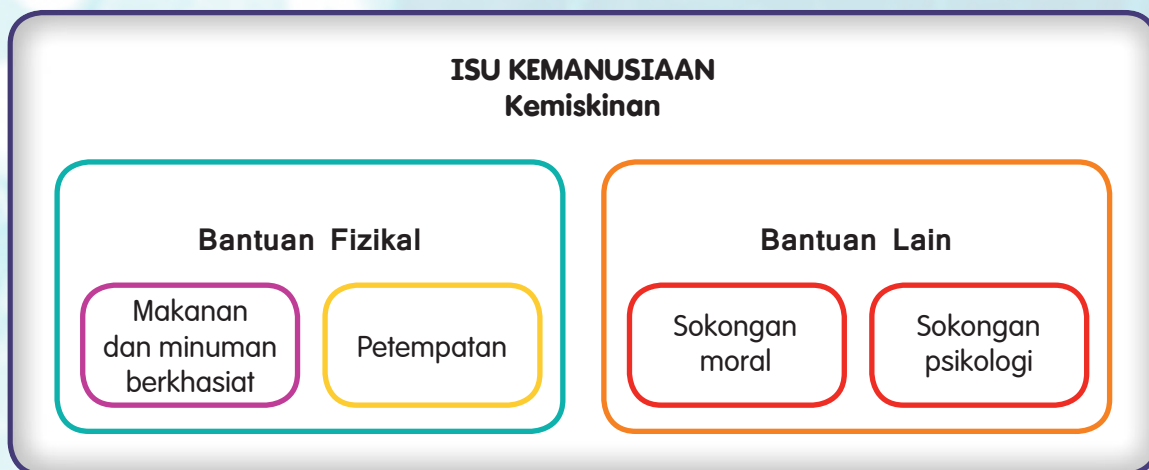 ISU KEMANUSIAAN
Kemiskinan
Bantuan Fizikal
Makanan
dan minuman
berkhasiat
Petempatan
Bantuan Lain
Sokongan
moral
Sokongan
psikologi